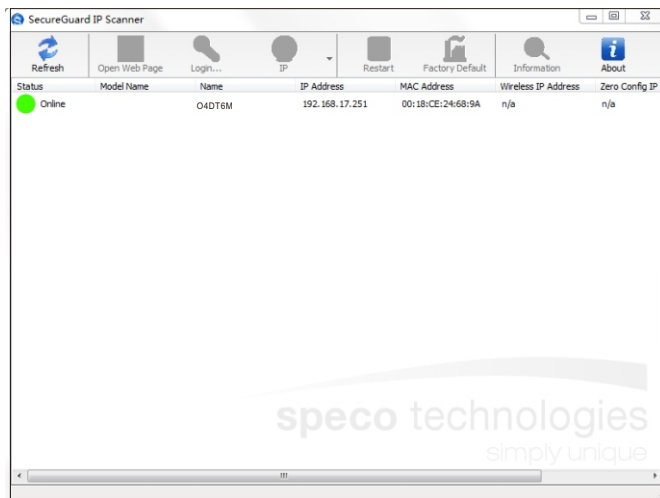 SecureGuard IP Scanner
Refresh Open Web Page Login... IP Restart Factory Default Information About
Status Model Name Name IP Address MAC Address Wireless IP Address Zero Config IP
Online O4DT6M 192.168.17.251 00:18:CE:24:68:9A n/a n/a
speco technologies
simply unique